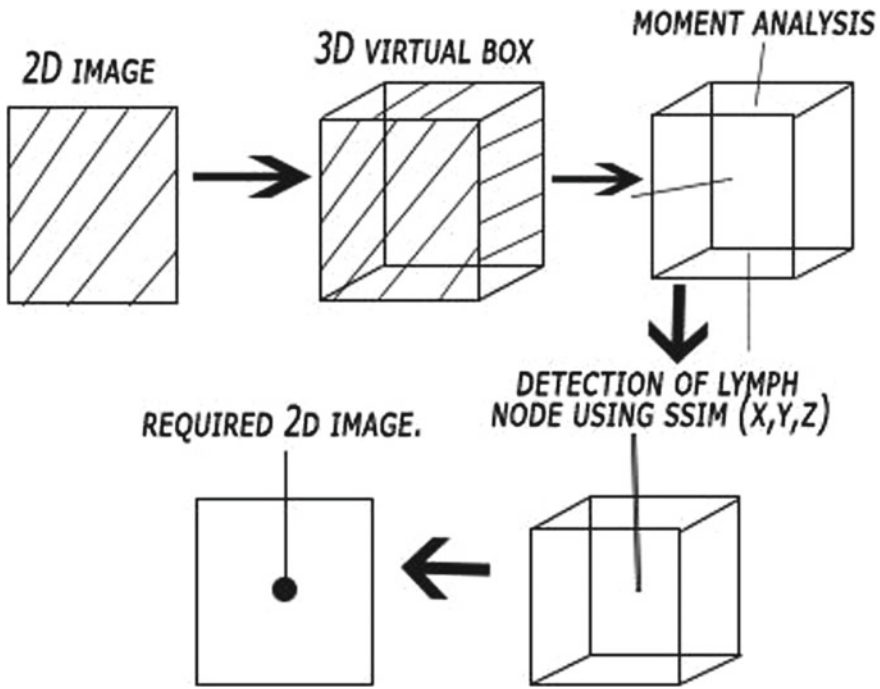 2D IMAGE
3D VIRTUAL BOX
MOMENT ANALYSIS
DETECTION OF LYMPH
NODE USING SSIM (X,Y,Z)
REQUIRED 2D IMAGE.